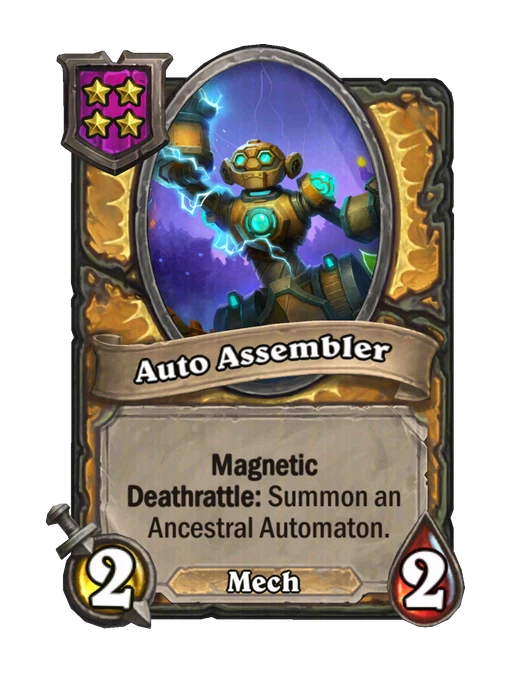 Auto Assembler
Magnetic
Deathrattle: Summon an
Ancestral Automaton.
2
Mech
2